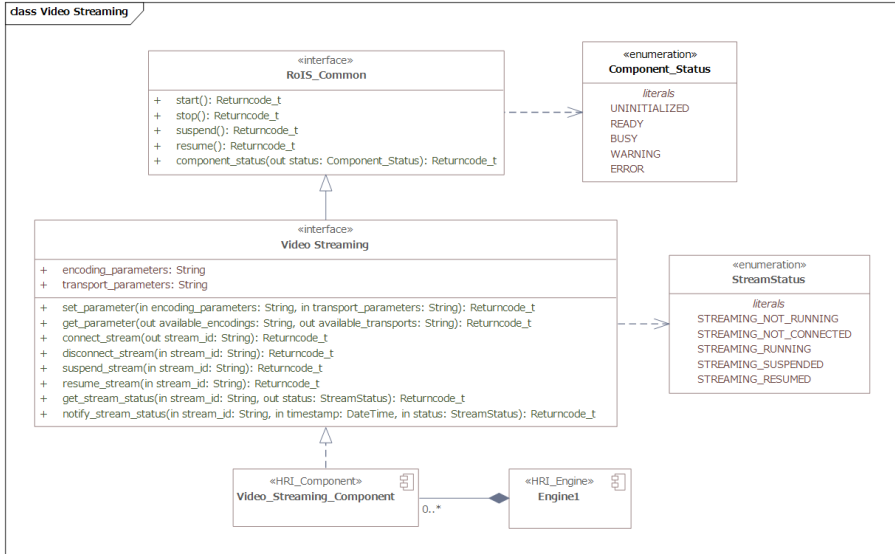 class Video Streaming
«interface»
RoIS_Common
+ start(): Returncode_t
+ stop(): Returncode_t
+ suspend(): Returncode_t
+ resume(): Returncode_t
+ component_status(out status: Component_Status): Returncode_t
«enumeration»
Component_Status
literals
UNINITIALIZED
READY
BUSY
WARNING
ERROR
«interface»
Video Streaming
+ encoding_parameters: String
+ transport_parameters: String
+ set_parameter(in encoding_parameters: String, in transport_parameters: String): Returncode_t
+ get_parameter(out available_encodings: String, out available_transports: String): Returncode_t
+ connect_stream(out stream_id: String): Returncode_t
+ disconnect_stream(in stream_id: String): Returncode_t
+ suspend_stream(in stream_id: String): Returncode_t
+ resume_stream(in stream_id: String): Returncode_t
+ get_stream_status(in stream_id: String, out status: StreamStatus): Returncode_t
+ notify_stream_status(in stream_id: String, in timestamp: DateTime, in status: StreamStatus): Returncode_t
«enumeration»
StreamStatus
literals
STREAMING_NOT_RUNNING
STREAMING_NOT_CONNECTED
STREAMING_RUNNING
STREAMING_SUSPENDED
STREAMING_RESUMED
«HRI_Component»
Video_Streaming_Component
0..*
«HRI_Engine»
Engine1